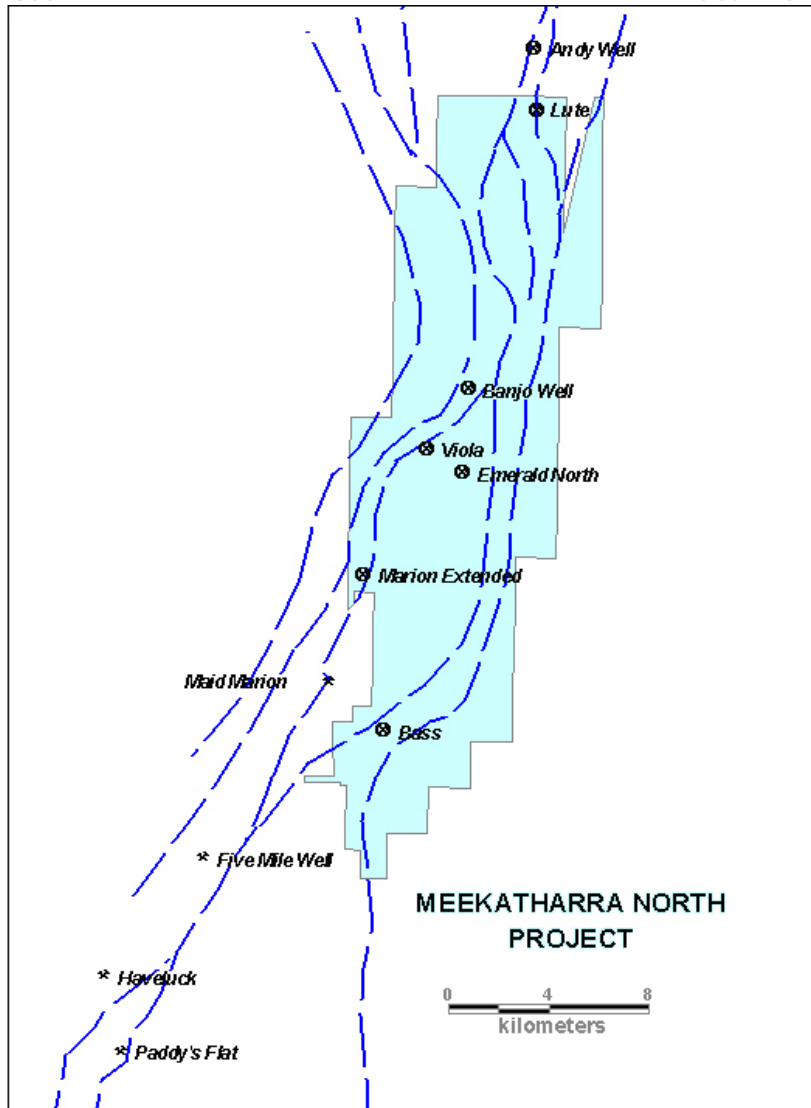 Andy Well
Lute
Banjo Well
Viola
Emerald North
Marion Extended
Maid Marion
Bass
Five Mile Well
MEEKATHARRA NORTH
PROJECT
Haveluck
0 4 8
kilometers
Paddy's Flat